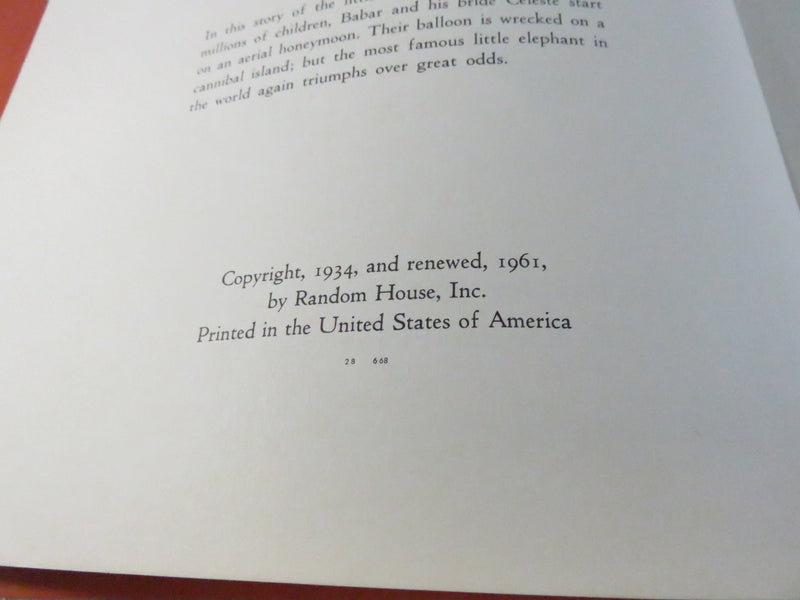 In this story of the
millions of children, Babar and his bride Celeste start
on an aerial honeymoon. Their balloon is wrecked on a
cannibal island; but the most famous little elephant in
the world again triumphs over great odds.
Copyright, 1934, and renewed, 1961,
by Random House, Inc.
Printed in the United States of America
28 668